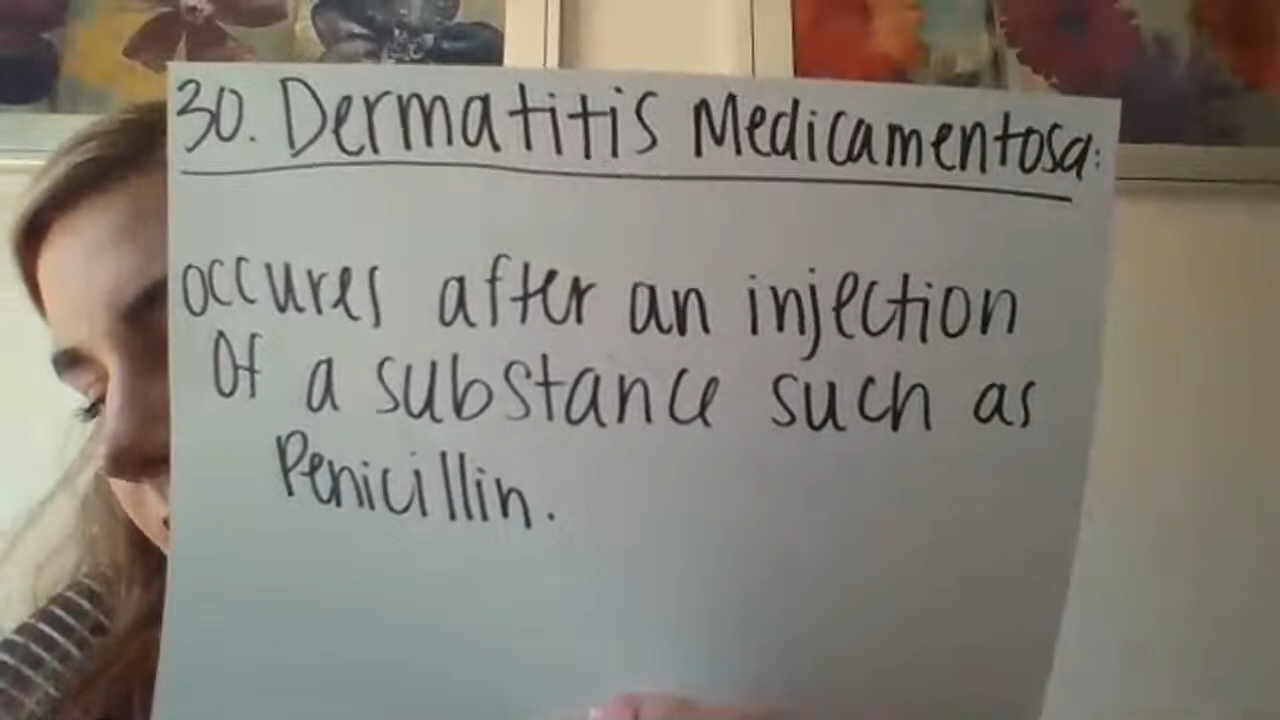 30. Dermatitis Medicamentosa:
occures after an injection
of a substance such as
Penicillin.